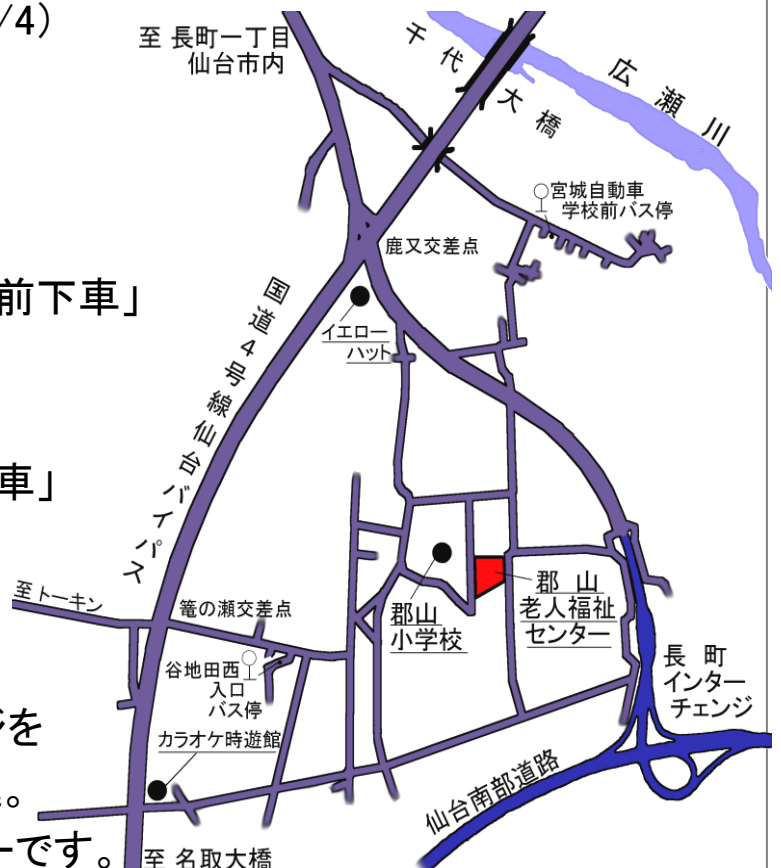 /4)
至 長町一丁目
仙台市内
千代大橋
広瀬川
宮城自動車
学校前バス停
鹿又交差点
前下車」
国道4号線仙台バイパス
イエロー
ハット
車」
至トーキン
篭の瀬交差点
郡山
小学校
郡 山
老人福祉
センター
谷地田西
入口
バス停
長 町
インター
チェンジ
ジを
カラオケ時遊館
。
仙台南部道路
ーです。
至 名取大橋